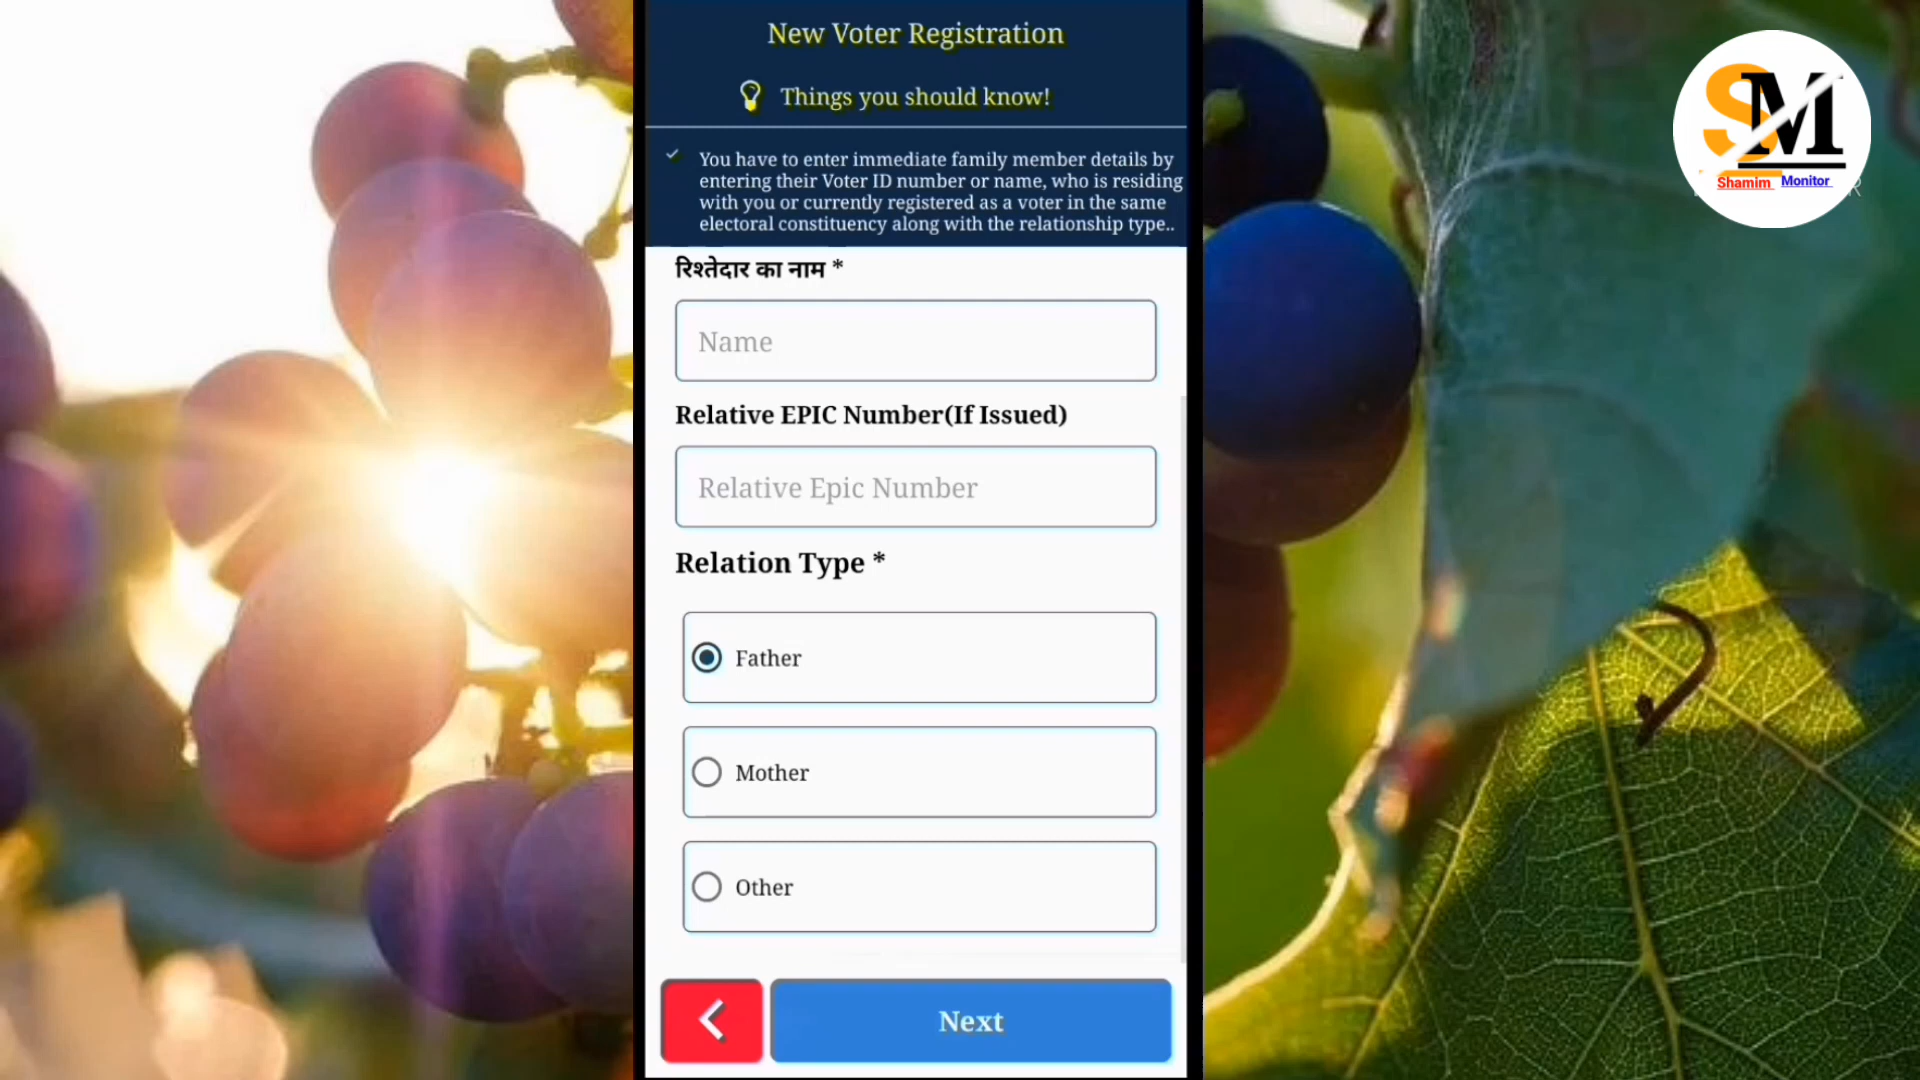 New Voter Registration
Things you should know!
You have to enter immediate family member details by
entering their Voter ID number or name, who is residing
with you or currently registered as a voter in the same
electoral constituency along with the relationship type..
रिश्तेदार का नाम *
Name
Relative EPIC Number(If Issued)
Relative Epic Number
Relation Type *
Father
Mother
Other
Next
SM
Shamim Monitor